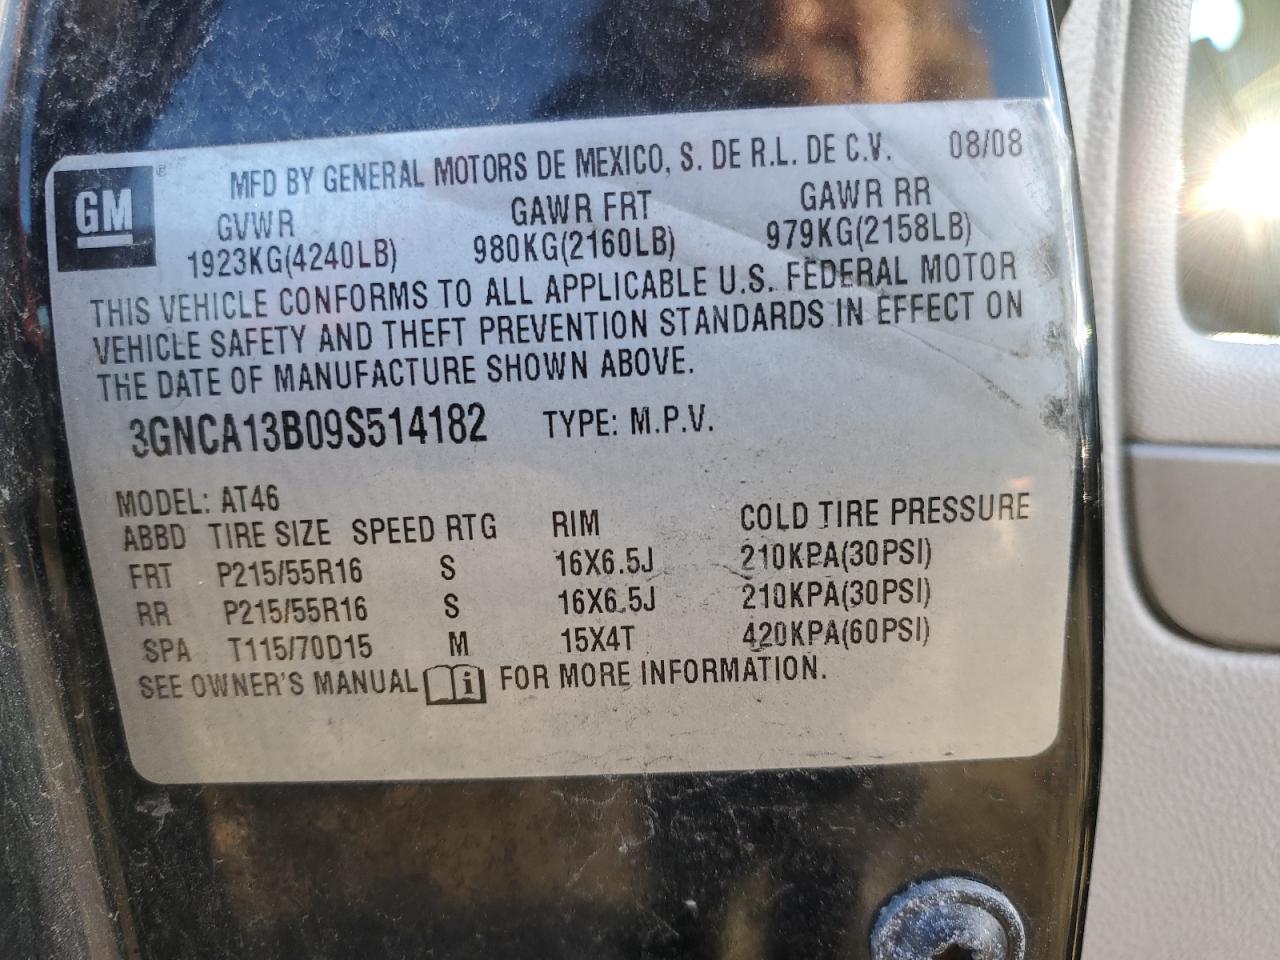 GM ®
MFD BY GENERAL MOTORS DE MEXICO, S. DE R.L. DE C.V. 08/08
GVWR GAWR FRT GAWR RR
1923KG(4240LB) 980KG(2160LB) 979KG(2158LB)
THIS VEHICLE CONFORMS TO ALL APPLICABLE U.S. FEDERAL MOTOR
VEHICLE SAFETY AND THEFT PREVENTION STANDARDS IN EFFECT ON
THE DATE OF MANUFACTURE SHOWN ABOVE.
3GNCA13B09S514182 TYPE: M.P.V.
MODEL: AT46
ABBD TIRE SIZE SPEED RTG RIM COLD TIRE PRESSURE
FRT P215/55R16 S 16X6.5J 210KPA(30PSI)
RR P215/55R16 S 16X6.5J 210KPA(30PSI)
SPA T115/70D15 M 15X4T 420KPA(60PSI)
SEE OWNER'S MANUAL i FOR MORE INFORMATION.